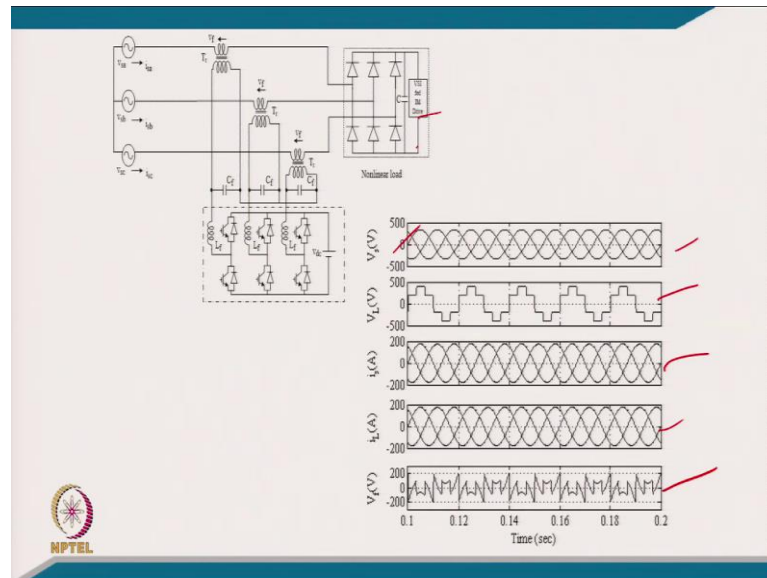 v_sa
i_sa
v_f
T_r
v_f
T_r
v_sb
i_sb
v_f
T_r
v_sc
i_sc
C_f
C_f
C_f
L_f
L_f
L_f
v_dc
C
VSI
fed
IM
Drive
Nonlinear load
V_s(V)
500
0
-500
V_L(V)
500
0
-500
i_s(A)
200
0
-200
i_L(A)
200
0
-200
V_f(V)
200
0
-200
0.1
0.12
0.14
0.16
0.18
0.2
Time (sec)
NPTEL